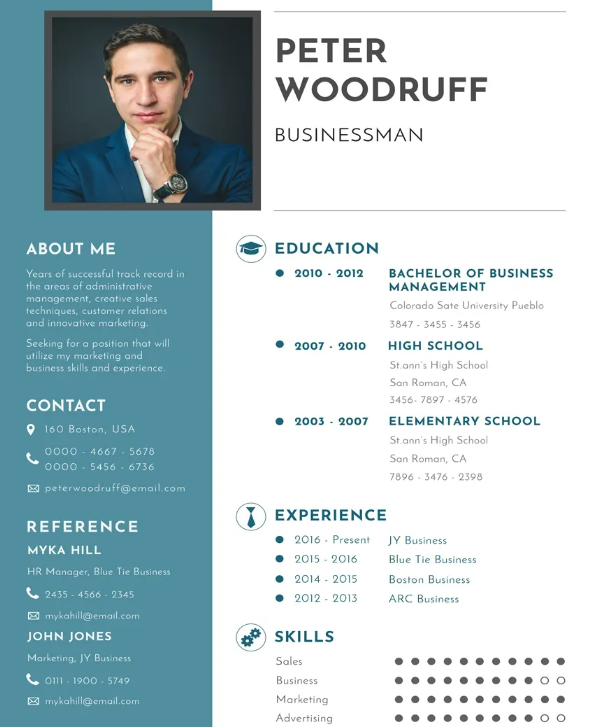 PETER
WOODRUFF
BUSINESSMAN
ABOUT ME
Years of successful track record in
the areas of administrative
management, creative sales
techniques, customer relations
and innovative marketing.
Seeking for a position that will
utilize my marketing and
business skills and experience.
CONTACT
160 Boston, USA
0000 - 4667 - 5678
0000 - 5456 - 6736
peterwoodruff@email.com
REFERENCE
MYKA HILL
HR Manager, Blue Tie Business
2435 - 4566 - 2345
mykahill@email.com
JOHN JONES
Marketing, JY Business
0111 - 1900 - 5749
mykahill@email.com
EDUCATION
2010 - 2012 BACHELOR OF BUSINESS
MANAGEMENT
Colorado Sate University Pueblo
3847 - 3455 - 3456
2007 - 2010 HIGH SCHOOL
St.ann's High School
San Roman, CA
3456- 7897 - 4576
2003 - 2007 ELEMENTARY SCHOOL
St.ann's High School
San Roman, CA
7896 - 3476 - 2398
EXPERIENCE
2016 - Present JY Business
2015 - 2016 Blue Tie Business
2014 - 2015 Boston Business
2012 - 2013 ARC Business
SKILLS
Sales
Business
Marketing
Advertising